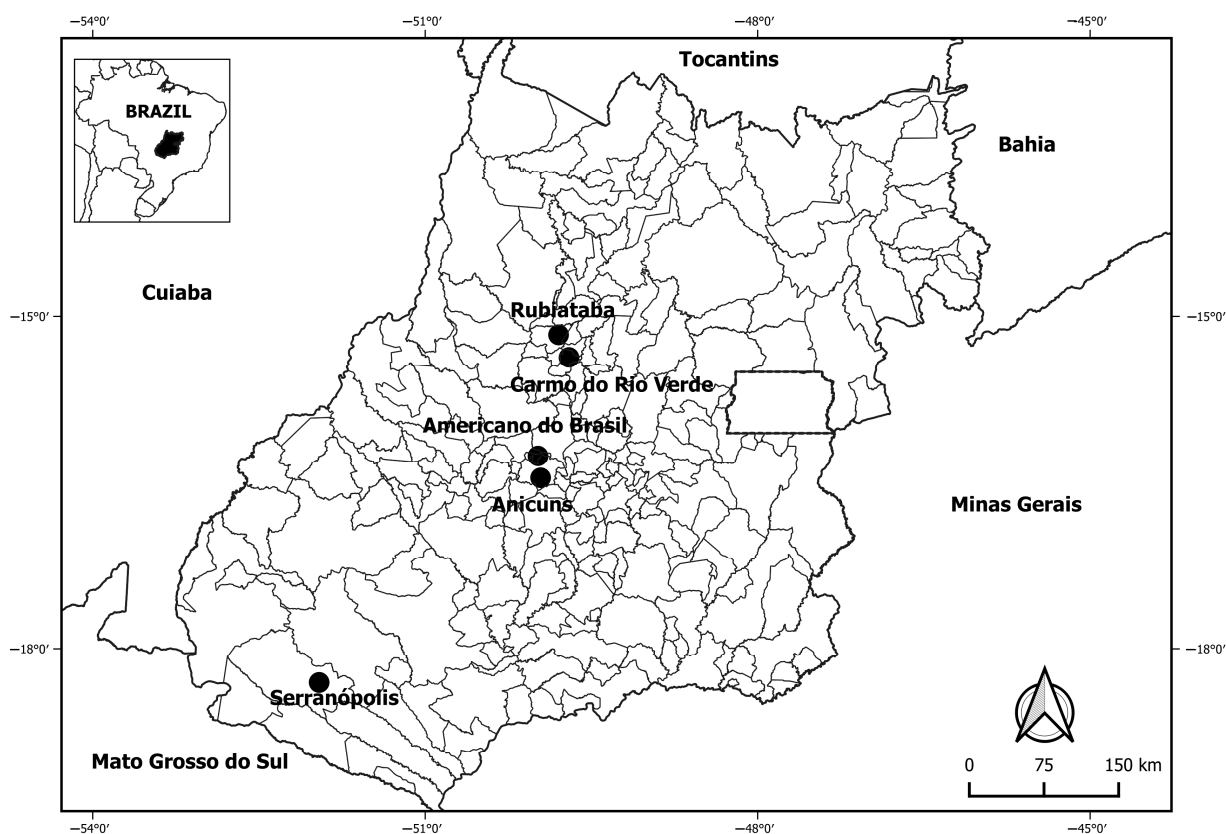 −54°0′
−51°0′
−48°0′
−45°0′
Tocantins
BRAZIL
Bahia
Cuiaba
−15°0′
Rubiataba
−15°0′
Carmo do Rio Verde
Americano do Brasil
Anicuns
Minas Gerais
−18°0′
−18°0′
Serranópolis
Mato Grosso do Sul
0
75
150 km
−54°0′
−51°0′
−48°0′
−45°0′